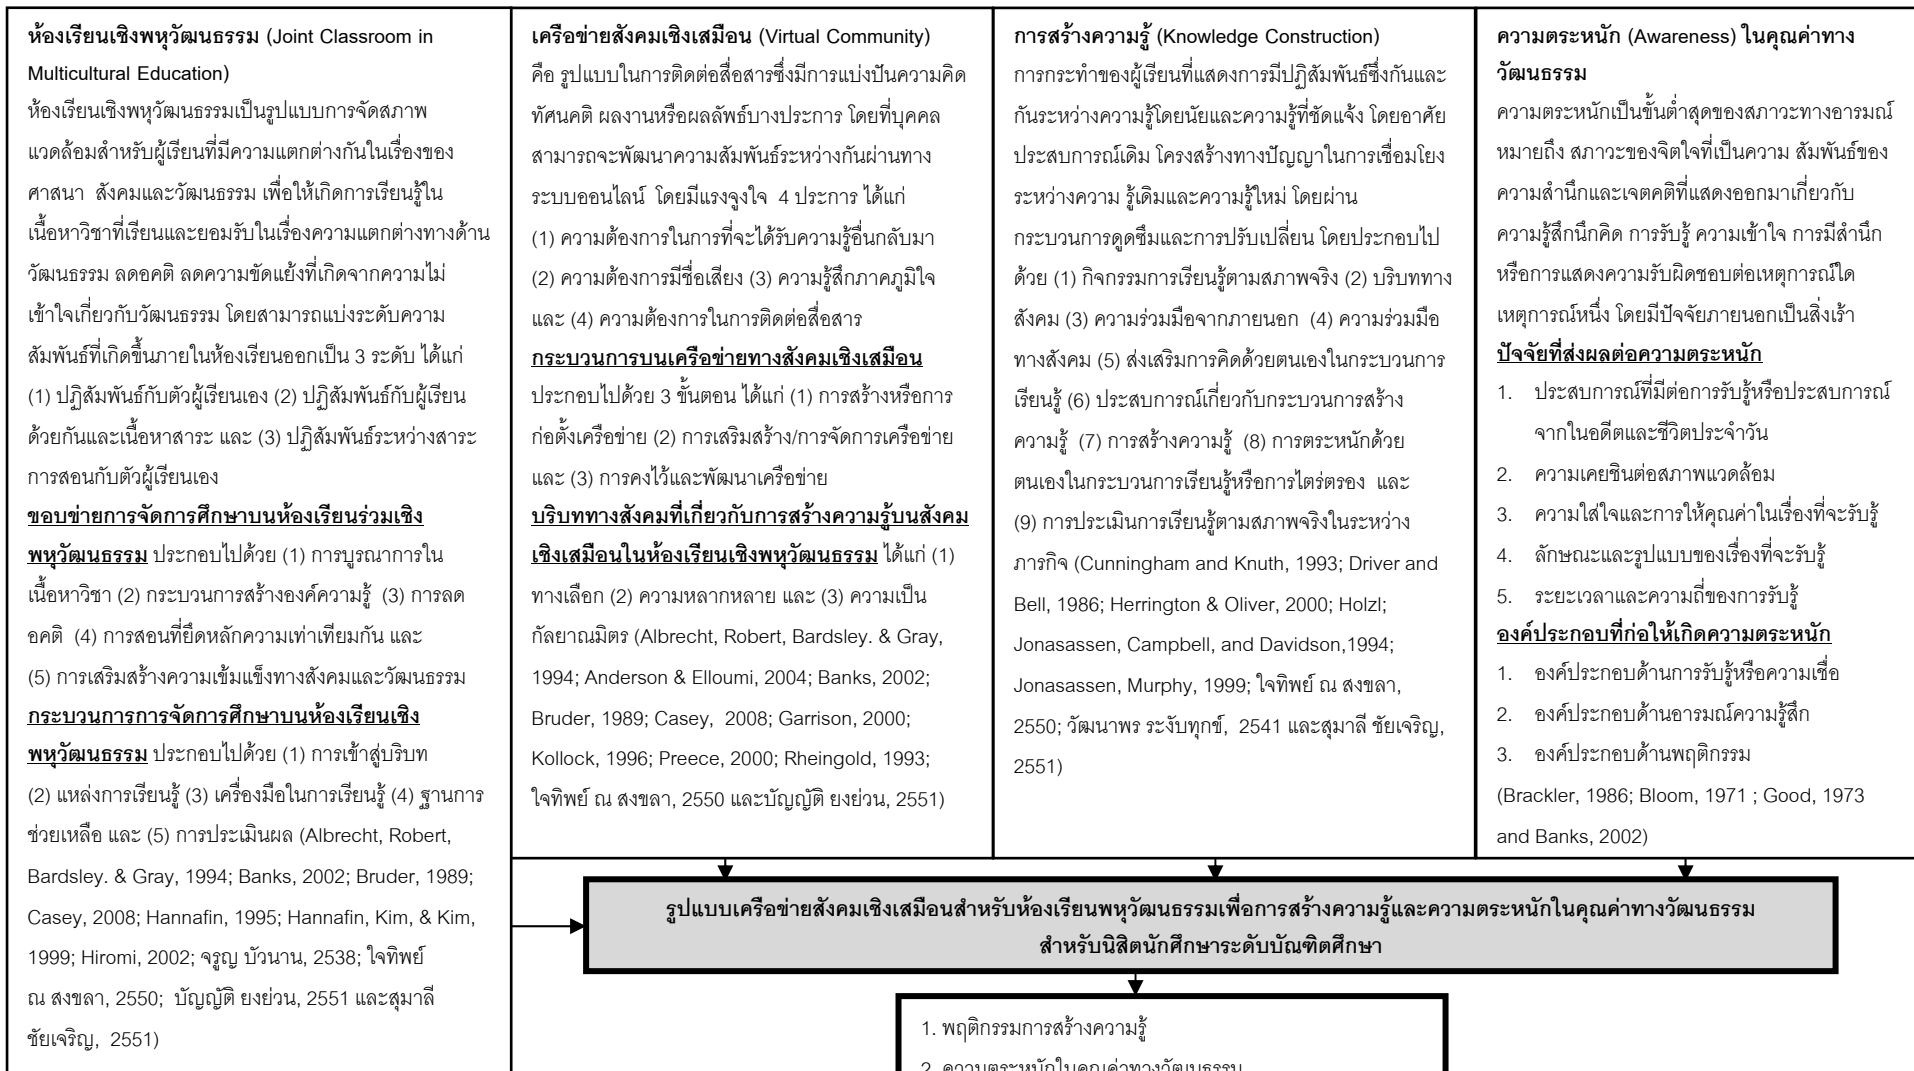 ห้องเรียนเชิงพหุวัฒนธรรม (Joint Classroom in
Multicultural Education)
ห้องเรียนเชิงพหุวัฒนธรรมเป็นรูปแบบการจัดสภาพ
แวดล้อมสำหรับผู้เรียนที่มีความแตกต่างกันในเรื่องของ
ศาสนา สังคมและวัฒนธรรม เพื่อให้เกิดการเรียนรู้ใน
เนื้อหาวิชาที่เรียนและยอมรับในเรื่องความแตกต่างทางด้าน
วัฒนธรรม ลดอคติ ลดความขัดแย้งที่เกิดจากความไม่
เข้าใจเกี่ยวกับวัฒนธรรม โดยสามารถแบ่งระดับความ
สัมพันธ์ที่เกิดขึ้นภายในห้องเรียนออกเป็น 3 ระดับ ได้แก่
(1) ปฏิสัมพันธ์กับตัวผู้เรียนเอง (2) ปฏิสัมพันธ์กับผู้เรียน
ด้วยกันและเนื้อหาสาระ และ (3) ปฏิสัมพันธ์ระหว่างสาระ
การสอนกับตัวผู้เรียนเอง
ขอบข่ายการจัดการศึกษาบนห้องเรียนร่วมเชิง
พหุวัฒนธรรม ประกอบไปด้วย (1) การบูรณาการใน
เนื้อหาวิชา (2) กระบวนการสร้างองค์ความรู้ (3) การลด
อคติ (4) การสอนที่ยึดหลักความเท่าเทียมกัน และ
(5) การเสริมสร้างความเข้มแข็งทางสังคมและวัฒนธรรม
กระบวนการการจัดการศึกษาบนห้องเรียนเชิง
พหุวัฒนธรรม ประกอบไปด้วย (1) การเข้าสู่บริบท
(2) แหล่งการเรียนรู้ (3) เครื่องมือในการเรียนรู้ (4) ฐานการ
ช่วยเหลือ และ (5) การประเมินผล (Albrecht, Robert,
Bardsley. & Gray, 1994; Banks, 2002; Bruder, 1989;
Casey, 2008; Hannafin, 1995; Hannafin, Kim, & Kim,
1999; Hiromi, 2002; จรูญ บัวนาน, 2538; ใจทิพย์
ณ สงขลา, 2550; บัญญัติ ยงย่วน, 2551 และสุมาลี
ชัยเจริญ, 2551)
เครือข่ายสังคมเชิงเสมือน (Virtual Community)
คือ รูปแบบในการติดต่อสื่อสารซึ่งมีการแบ่งปันความคิด
ทัศนคติ ผลงานหรือผลลัพธ์บางประการ โดยที่บุคคล
สามารถจะพัฒนาความสัมพันธ์ระหว่างกันผ่านทาง
ระบบออนไลน์ โดยมีแรงจูงใจ 4 ประการ ได้แก่
(1) ความต้องการในการที่จะได้รับความรู้อื่นกลับมา
(2) ความต้องการมีชื่อเสียง (3) ความรู้สึกภาคภูมิใจ
และ (4) ความต้องการในการติดต่อสื่อสาร
กระบวนการบนเครือข่ายทางสังคมเชิงเสมือน
ประกอบไปด้วย 3 ขั้นตอน ได้แก่ (1) การสร้างหรือการ
ก่อตั้งเครือข่าย (2) การเสริมสร้าง/การจัดการเครือข่าย
และ (3) การคงไว้และพัฒนาเครือข่าย
บริบททางสังคมที่เกี่ยวกับการสร้างความรู้บนสังคม
เชิงเสมือนในห้องเรียนเชิงพหุวัฒนธรรม ได้แก่ (1)
ทางเลือก (2) ความหลากหลาย และ (3) ความเป็น
กัลยาณมิตร (Albrecht, Robert, Bardsley. & Gray,
1994; Anderson & Elloumi, 2004; Banks, 2002;
Bruder, 1989; Casey, 2008; Garrison, 2000;
Kollock, 1996; Preece, 2000; Rheingold, 1993;
ใจทิพย์ ณ สงขลา, 2550 และบัญญัติ ยงย่วน, 2551)
การสร้างความรู้ (Knowledge Construction)
การกระทำของผู้เรียนที่แสดงการมีปฏิสัมพันธ์ซึ่งกันและ
กันระหว่างความรู้โดยนัยและความรู้ที่ชัดแจ้ง โดยอาศัย
ประสบการณ์เดิม โครงสร้างทางปัญญาในการเชื่อมโยง
ระหว่างความ รู้เดิมและความรู้ใหม่ โดยผ่าน
กระบวนการดูดซึมและการปรับเปลี่ยน โดยประกอบไป
ด้วย (1) กิจกรรมการเรียนรู้ตามสภาพจริง (2) บริบททาง
สังคม (3) ความร่วมมือจากภายนอก (4) ความร่วมมือ
ทางสังคม (5) ส่งเสริมการคิดด้วยตนเองในกระบวนการ
เรียนรู้ (6) ประสบการณ์เกี่ยวกับกระบวนการสร้าง
ความรู้ (7) การสร้างความรู้ (8) การตระหนักด้วย
ตนเองในกระบวนการเรียนรู้หรือการไตร่ตรอง และ
(9) การประเมินการเรียนรู้ตามสภาพจริงในระหว่าง
ภารกิจ (Cunningham and Knuth, 1993; Driver and
Bell, 1986; Herrington & Oliver, 2000; Holzl;
Jonasassen, Campbell, and Davidson,1994;
Jonasassen, Murphy, 1999; ใจทิพย์ ณ สงขลา,
2550; วัฒนาพร ระงับทุกข์, 2541 และสุมาลี ชัยเจริญ,
2551)
ความตระหนัก (Awareness) ในคุณค่าทาง
วัฒนธรรม
ความตระหนักเป็นขั้นต่ำสุดของสภาวะทางอารมณ์
หมายถึง สภาวะของจิตใจที่เป็นความ สัมพันธ์ของ
ความสำนึกและเจตคติที่แสดงออกมาเกี่ยวกับ
ความรู้สึกนึกคิด การรับรู้ ความเข้าใจ การมีสำนึก
หรือการแสดงความรับผิดชอบต่อเหตุการณ์ใด
เหตุการณ์หนึ่ง โดยมีปัจจัยภายนอกเป็นสิ่งเร้า
ปัจจัยที่ส่งผลต่อความตระหนัก
1. ประสบการณ์ที่มีต่อการรับรู้หรือประสบการณ์
จากในอดีตและชีวิตประจำวัน
2. ความเคยชินต่อสภาพแวดล้อม
3. ความใส่ใจและการให้คุณค่าในเรื่องที่จะรับรู้
4. ลักษณะและรูปแบบของเรื่องที่จะรับรู้
5. ระยะเวลาและความถี่ของการรับรู้
องค์ประกอบที่ก่อให้เกิดความตระหนัก
1. องค์ประกอบด้านการรับรู้หรือความเชื่อ
2. องค์ประกอบด้านอารมณ์ความรู้สึก
3. องค์ประกอบด้านพฤติกรรม
(Brackler, 1986; Bloom, 1971 ; Good, 1973
and Banks, 2002)
รูปแบบเครือข่ายสังคมเชิงเสมือนสำหรับห้องเรียนพหุวัฒนธรรมเพื่อการสร้างความรู้และความตระหนักในคุณค่าทางวัฒนธรรม
สำหรับนิสิตนักศึกษาระดับบัณฑิตศึกษา
1. พฤติกรรมการสร้างความรู้
2. ความตระหนักในคุณค่าทางวัฒนธรรม